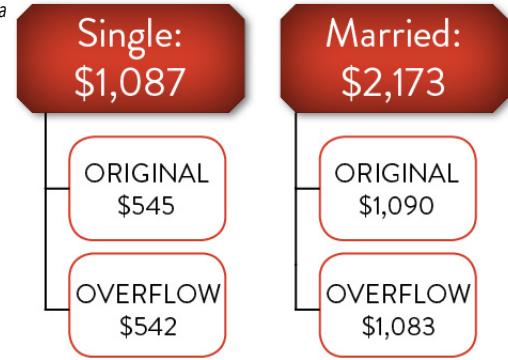 a
Single:
$1,087
ORIGINAL
$545
OVERFLOW
$542
Married:
$2,173
ORIGINAL
$1,090
OVERFLOW
$1,083